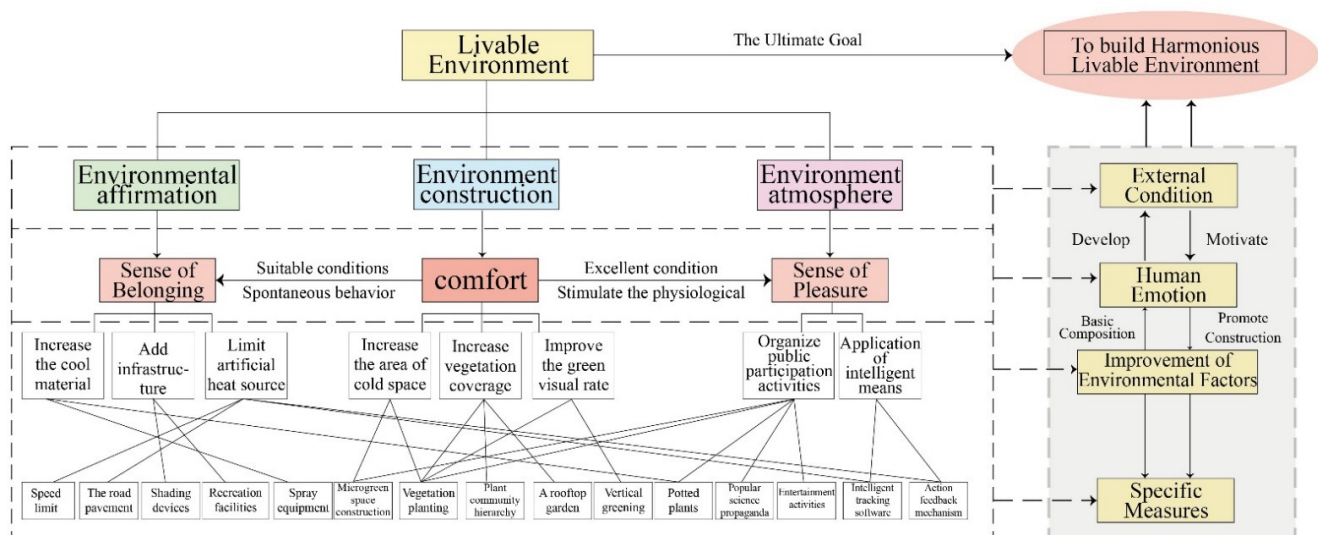 Livable
Environment
The Ultimate Goal
To build Harmonious
Livable Environment
Environmental
affirmation
Environment
construction
Environment
atmosphere
External
Condition
Develop
Motivate
Sense of
Belonging
Suitable conditions
Spontaneous behavior
comfort
Excellent condition
Stimulate the physiological
Sense of
Pleasure
Human
Emotion
Basic
Composition
Promote
Construction
Increase
the cool
material
Add
infrastruc-
ture
Limit
artificial
heat source
Increase
the area of
cold space
Increase
vegetation
coverage
Improve
the green
visual rate
Organize
public
participation
activities
Application
of
intelligent
means
Improvement of
Environmental Factors
Speed
limit
The road
pavement
Shading
devices
Recreation
facilities
Spray
equipment
Microgreen
space
construction
Vegetation
planting
Plant
community
hierarchy
A rooftop
garden
Vertical
greening
Potted
plants
Popular
science
propaganda
Entertainment
activities
Intelligent
tracking
software
Action
feedback
mechanism
Specific
Measures